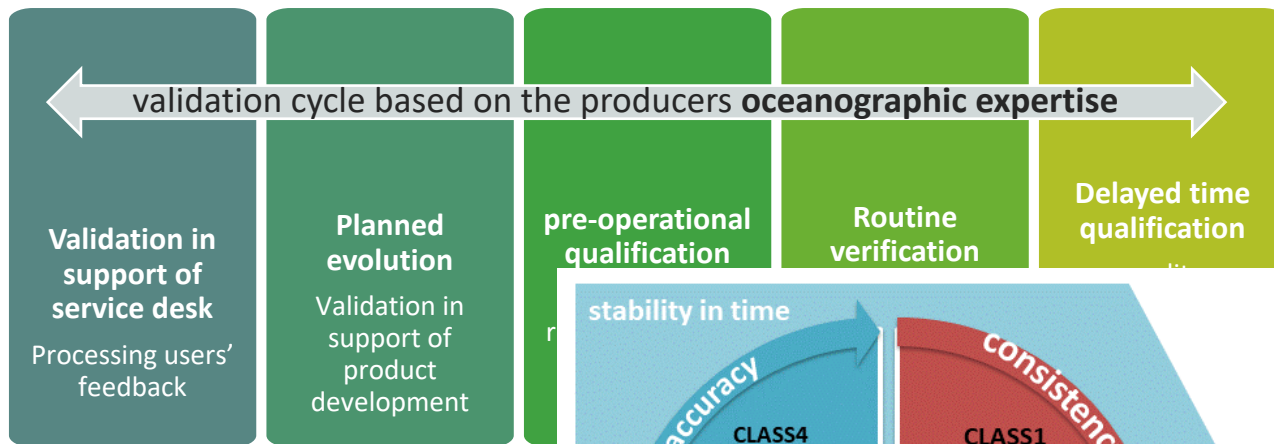 validation cycle based on the producers oceanographic expertise
Validation in
support of
service desk
Processing users'
feedback
Planned
evolution
Validation in
support of
product
development
pre-operational
qualification
Routine
verification
Delayed time
qualification
stability in time
accuracy
CLASS4
CLASS1